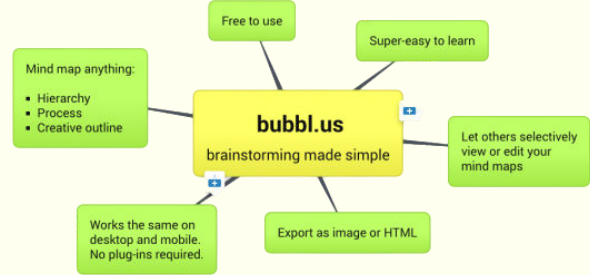 Free to use
Super-easy to learn
Mind map anything:
▪ Hierarchy
▪ Process
▪ Creative outline
bubbl.us
brainstorming made simple
Let others selectively
view or edit your
mind maps
Works the same on
desktop and mobile.
No plug-ins required.
Export as image or HTML